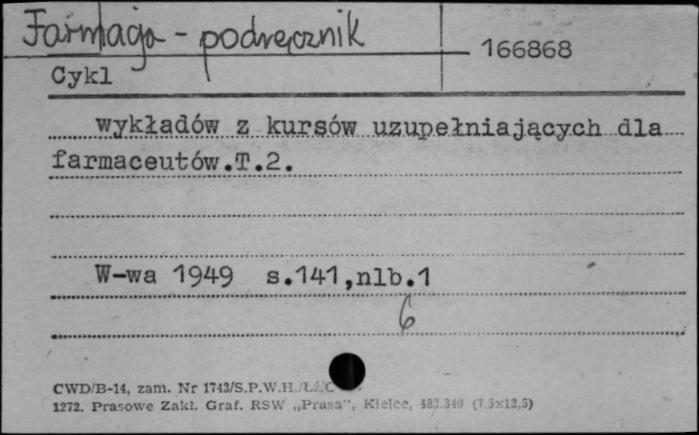 Farmacja - podręcznik
166868
Cykl
wykładów z kursów uzupełniających dla
farmaceutów.T.2.
W-wa 1949 s.141,nlb.1
6
CWD/B-14, zam. Nr 1743/S.P.W.H./Łó/C
1272. Prasowe Zakł. Graf. RSW „Prasa", Kielce, 483.340 (7,5x12,5)